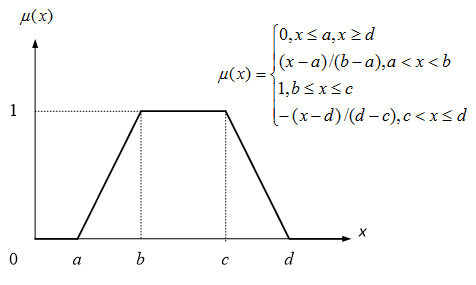 μ(x)
μ(x) = {0, x ≤ a, x ≥ d
(x − a)/(b − a), a < x < b
1, b ≤ x ≤ c
−(x − d)/(d − c), c < x ≤ d
1
x
0 a b c d